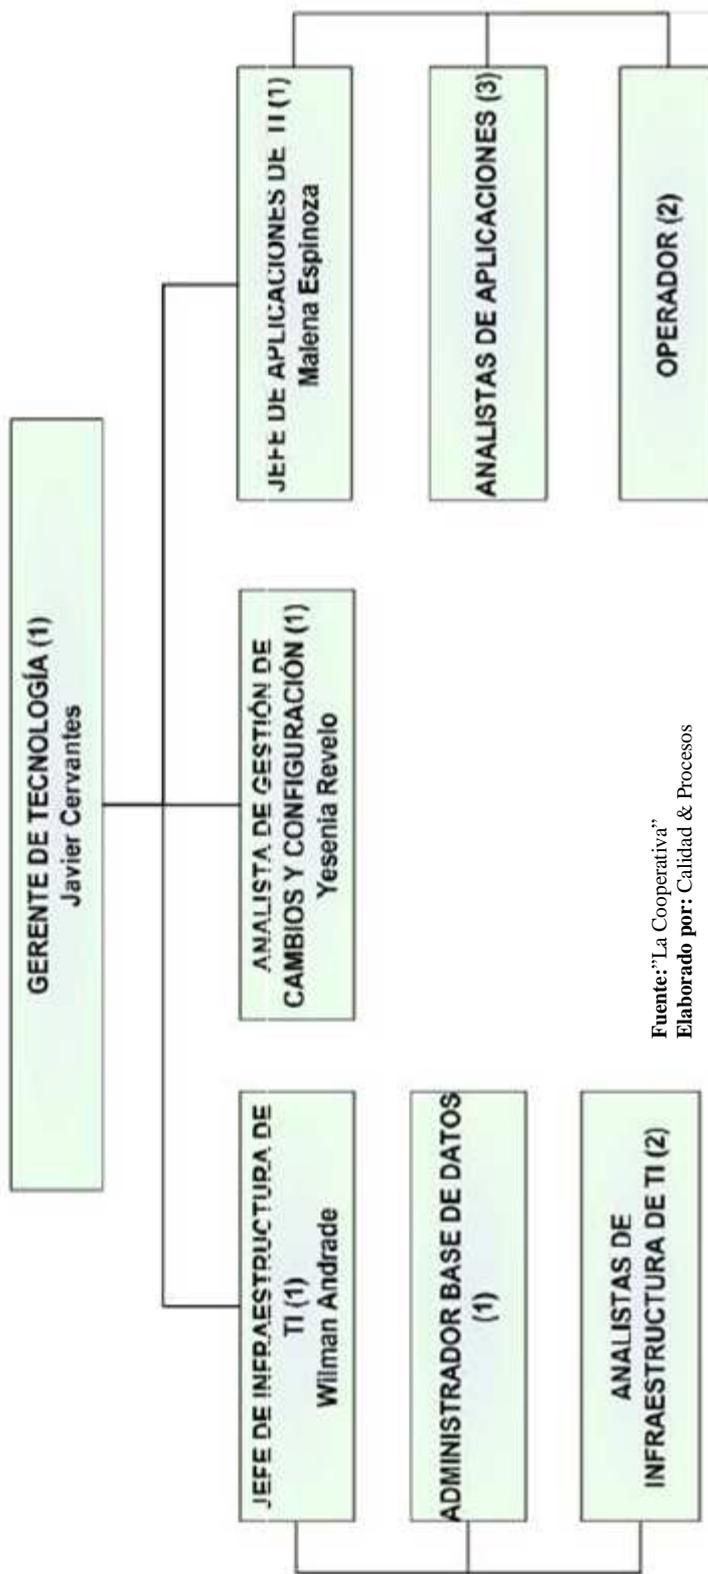 GERENTE DE TECNOLOGÍA (1)
Javier Cervantes
JEFE DE INFRAESTRUCTURA DE
TI (1)
Wilman Andrade
ADMINISTRADOR BASE DE DATOS
(1)
ANALISTAS DE
INFRAESTRUCTURA DE TI (2)
ANALISTA DE GESTIÓN DE
CAMBIOS Y CONFIGURACIÓN (1)
Yesenia Revelo
JEFE DE APLICACIONES DE TI (1)
Malena Espinoza
ANALISTAS DE APLICACIONES (3)
OPERADOR (2)
Fuente:”La Cooperativa”
Elaborado por: Calidad & Procesos